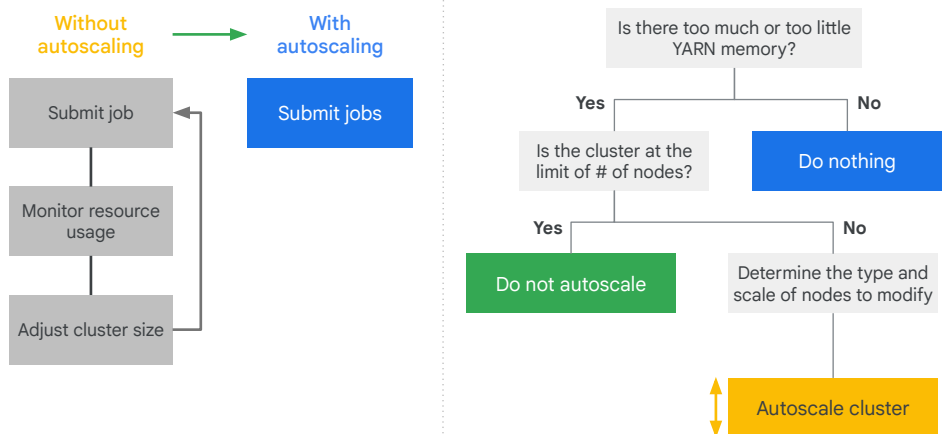 Without
autoscaling
With
autoscaling
Submit job
Submit jobs
Monitor resource
usage
Adjust cluster size
Is there too much or too little
YARN memory?
Yes
No
Is the cluster at the
limit of # of nodes?
Do nothing
Yes
No
Do not autoscale
Determine the type and
scale of nodes to modify
Autoscale cluster